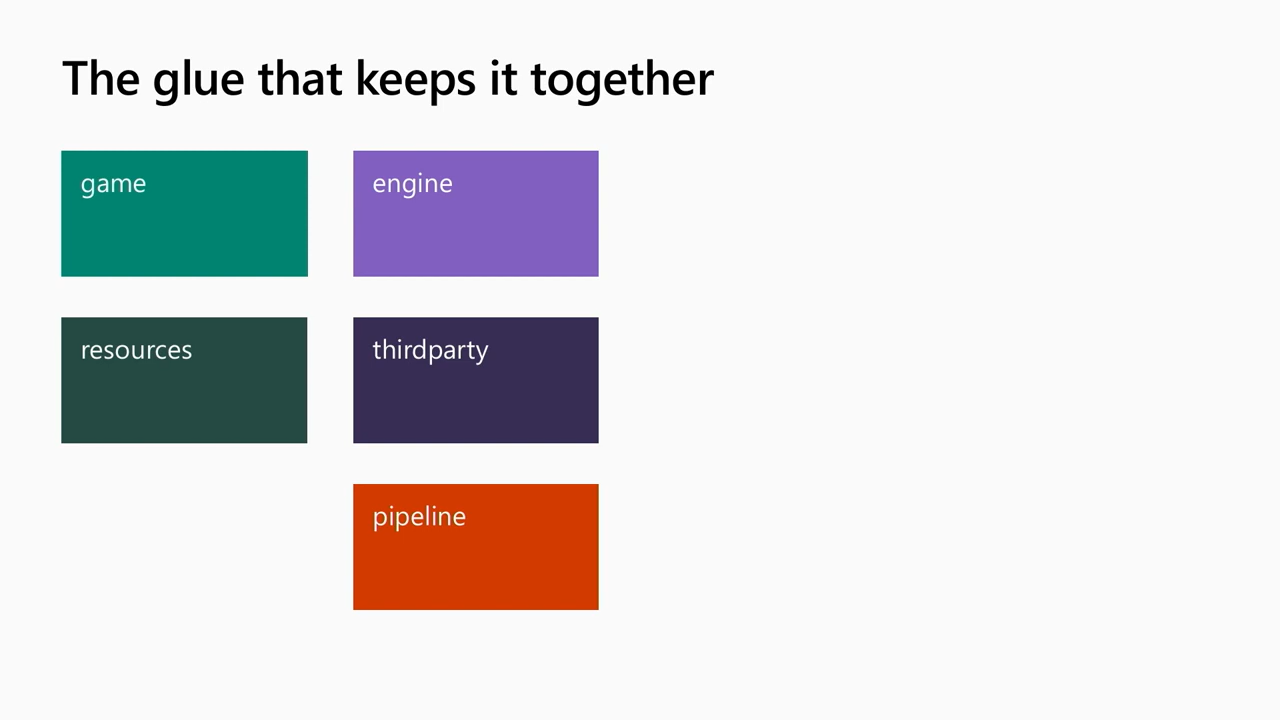 The glue that keeps it together
game
engine
resources
thirdparty
pipeline